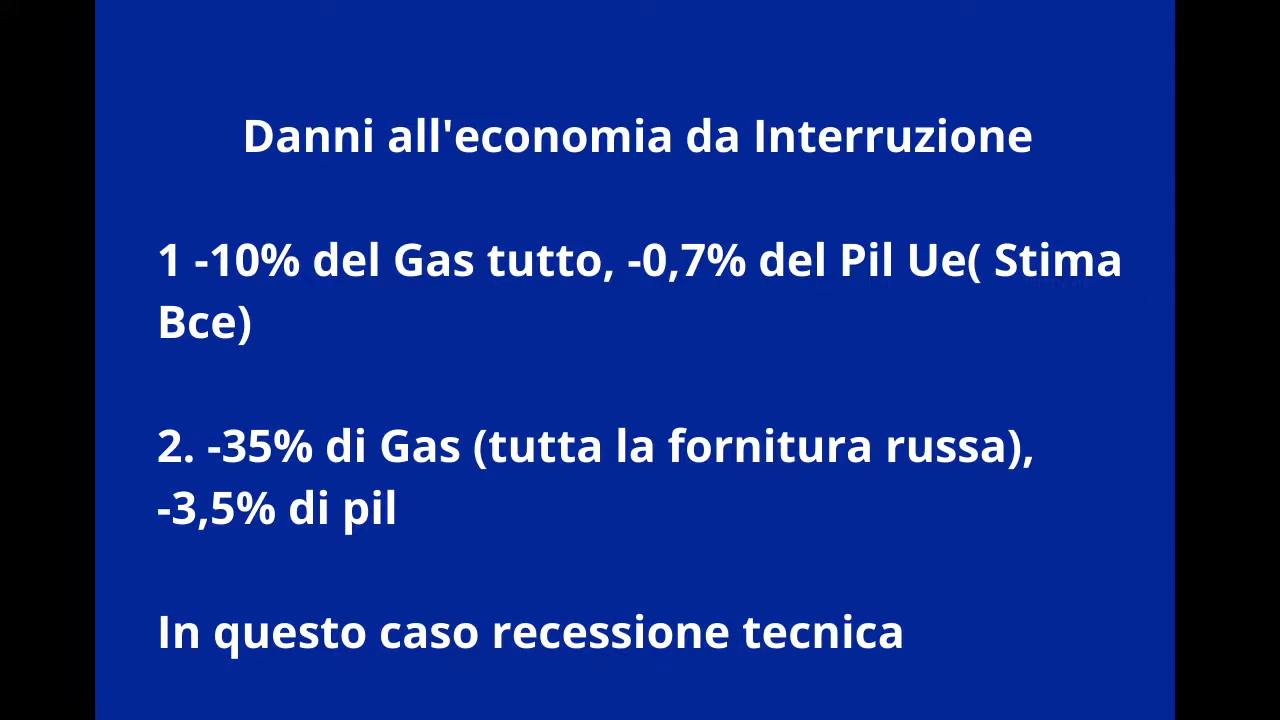 Danni all'economia da Interruzione
1 -10% del Gas tutto, -0,7% del Pil Ue( Stima
Bce)
2. -35% di Gas (tutta la fornitura russa),
-3,5% di pil
In questo caso recessione tecnica